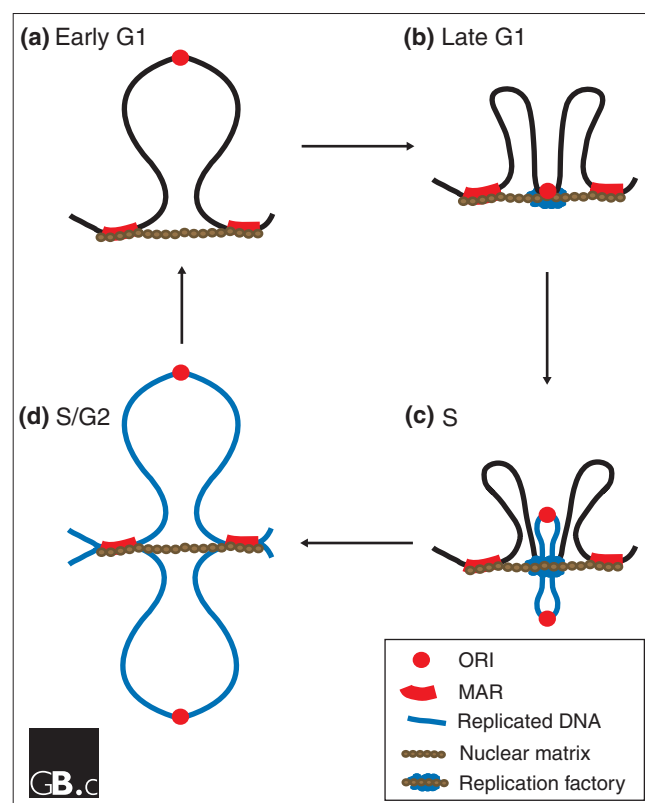 (a) Early G1
(b) Late G1
(d) S/G2
(c) S
ORI
MAR
Replicated DNA
Nuclear matrix
Replication factory
GB.c